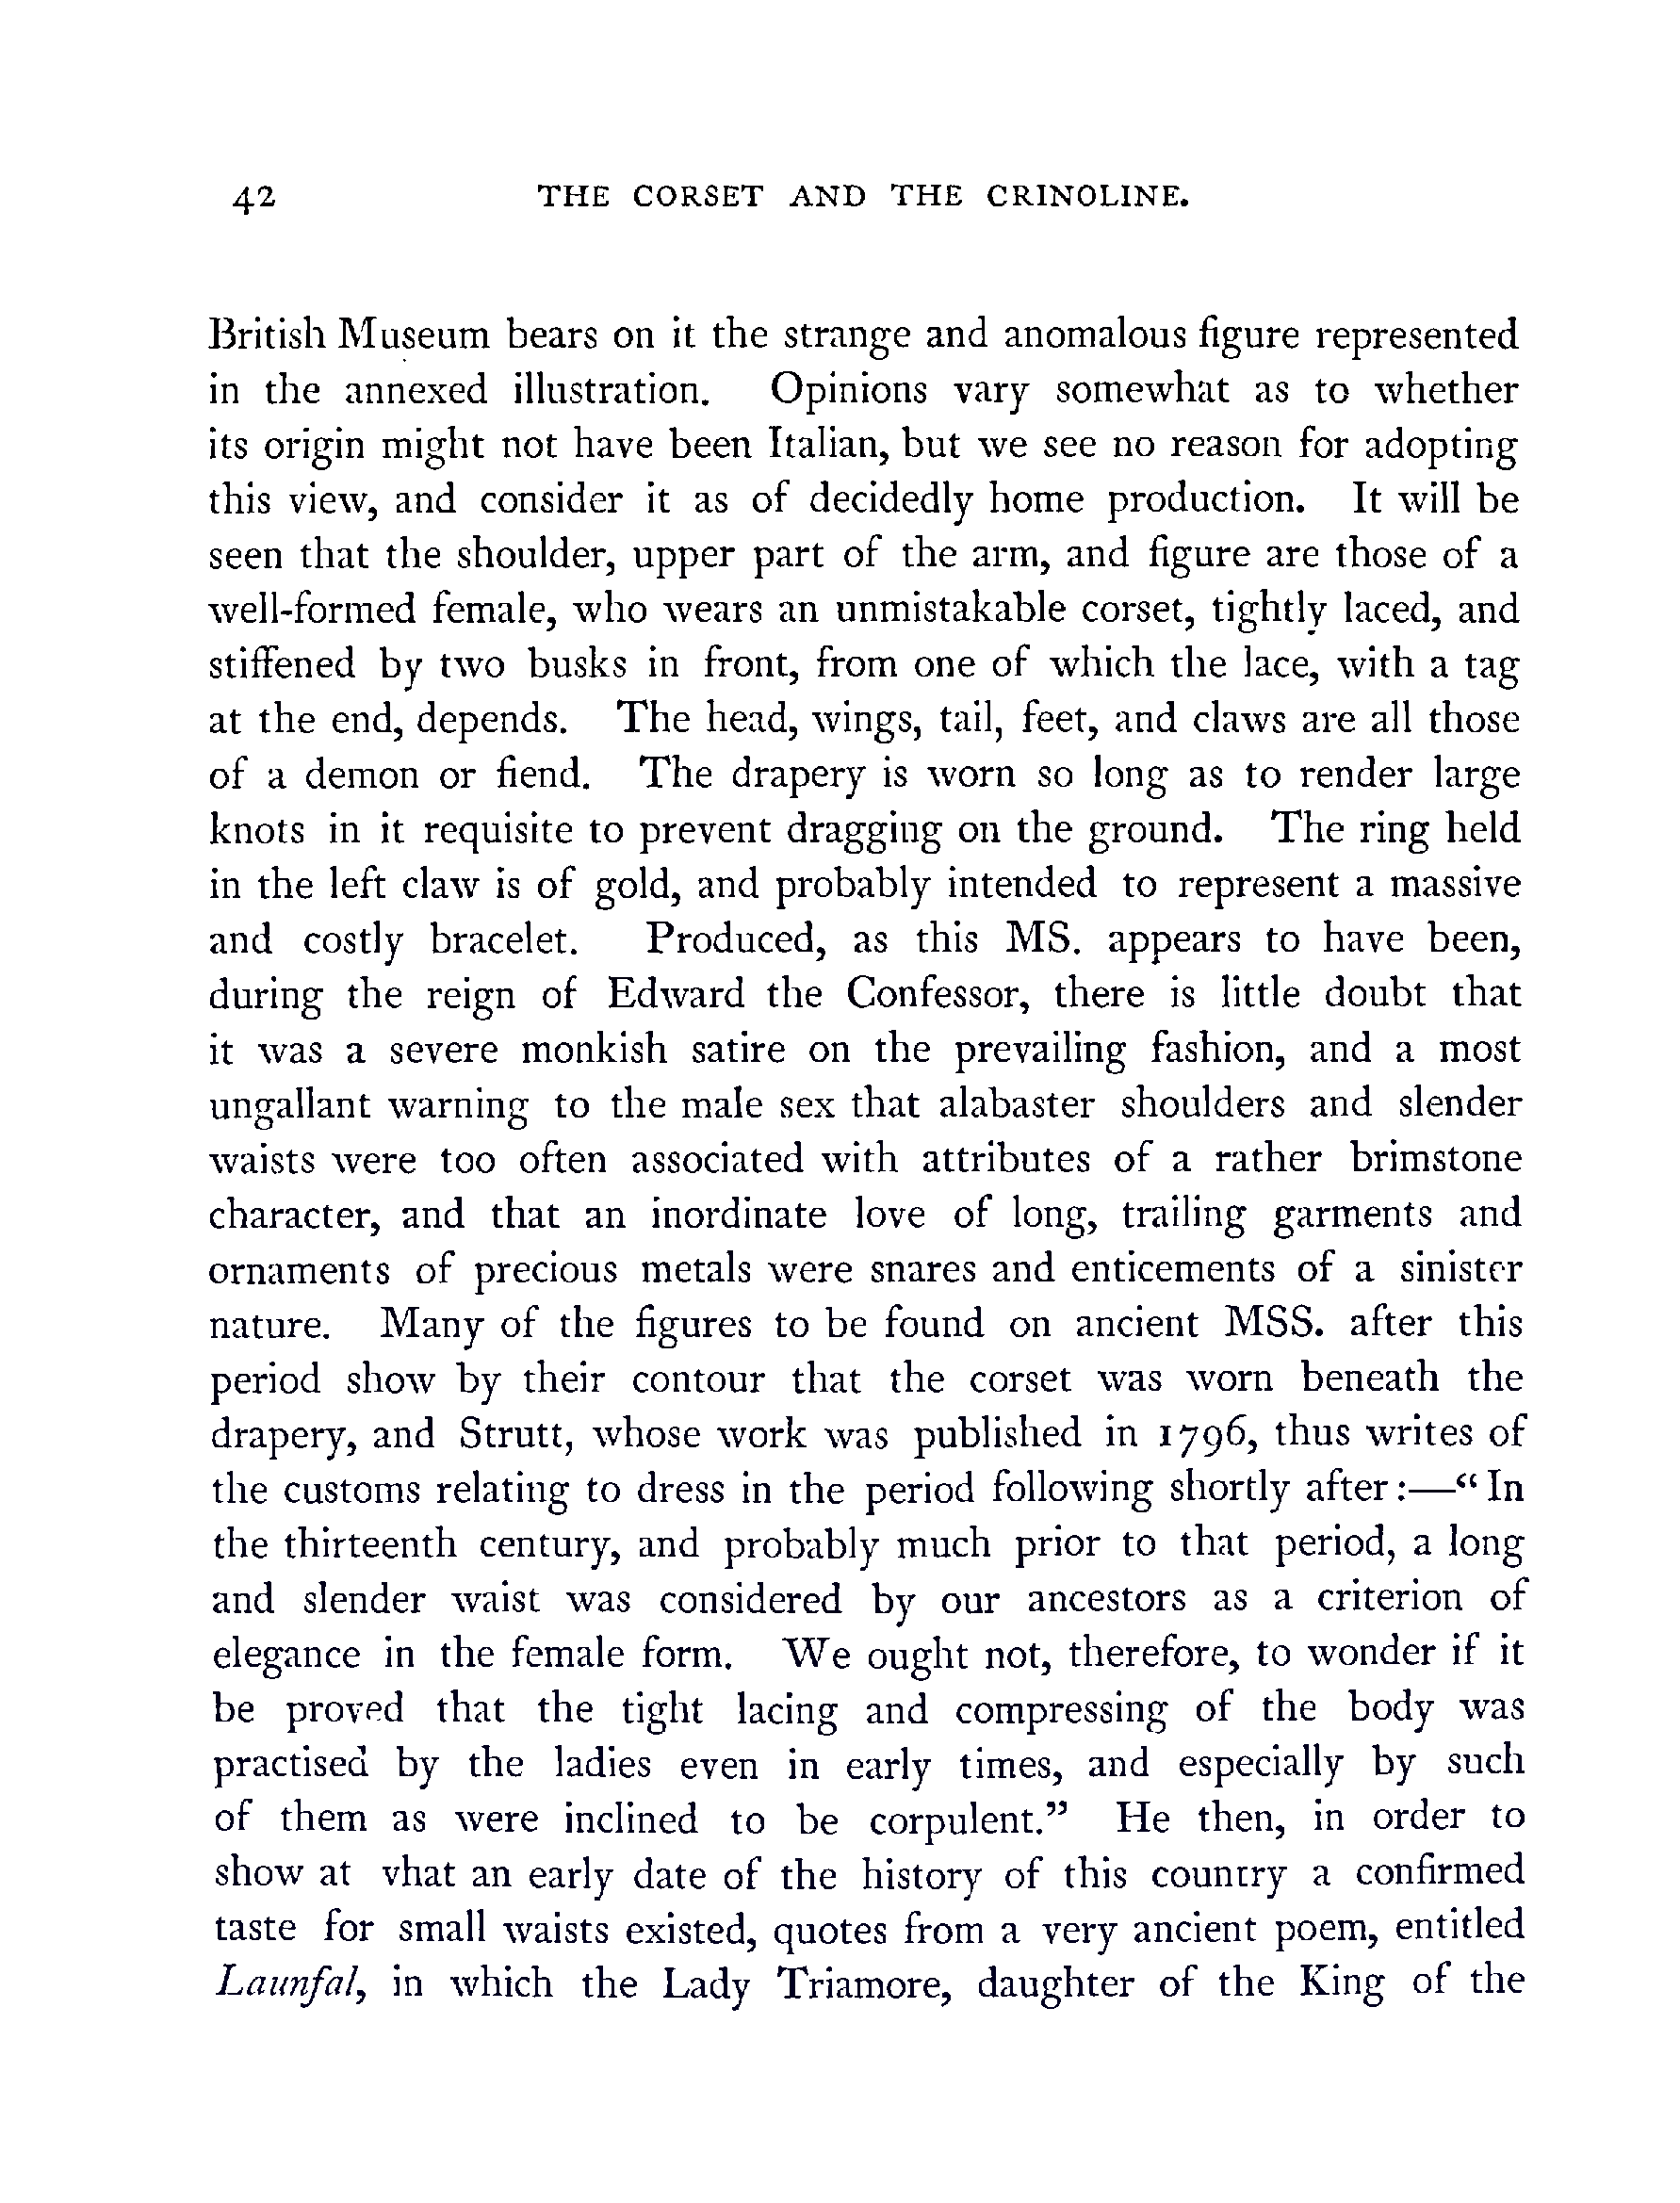 42 THE CORSET AND THE CRINOLINE.
British Museum bears on it the strange and anomalous figure represented
in the annexed illustration. Opinions vary somewhat as to whether
its origin might not have been Italian, but we see no reason for adopting
this view, and consider it as of decidedly home production. It will be
seen that the shoulder, upper part of the arm, and figure are those of a
well-formed female, who wears an unmistakable corset, tightly laced, and
stiffened by two busks in front, from one of which the lace, with a tag
at the end, depends. The head, wings, tail, feet, and claws are all those
of a demon or fiend. The drapery is worn so long as to render large
knots in it requisite to prevent dragging on the ground. The ring held
in the left claw is of gold, and probably intended to represent a massive
and costly bracelet. Produced, as this MS. appears to have been,
during the reign of Edward the Confessor, there is little doubt that
it was a severe monkish satire on the prevailing fashion, and a most
ungallant warning to the male sex that alabaster shoulders and slender
waists were too often associated with attributes of a rather brimstone
character, and that an inordinate love of long, trailing garments and
ornaments of precious metals were snares and enticements of a sinister
nature. Many of the figures to be found on ancient MSS. after this
period show by their contour that the corset was worn beneath the
drapery, and Strutt, whose work was published in 1796, thus writes of
the customs relating to dress in the period following shortly after:—“In
the thirteenth century, and probably much prior to that period, a long
and slender waist was considered by our ancestors as a criterion of
elegance in the female form. We ought not, therefore, to wonder if it
be proved that the tight lacing and compressing of the body was
practised by the ladies even in early times, and especially by such
of them as were inclined to be corpulent.” He then, in order to
show at vhat an early date of the history of this country a confirmed
taste for small waists existed, quotes from a very ancient poem, entitled
Launfal, in which the Lady Triamore, daughter of the King of the